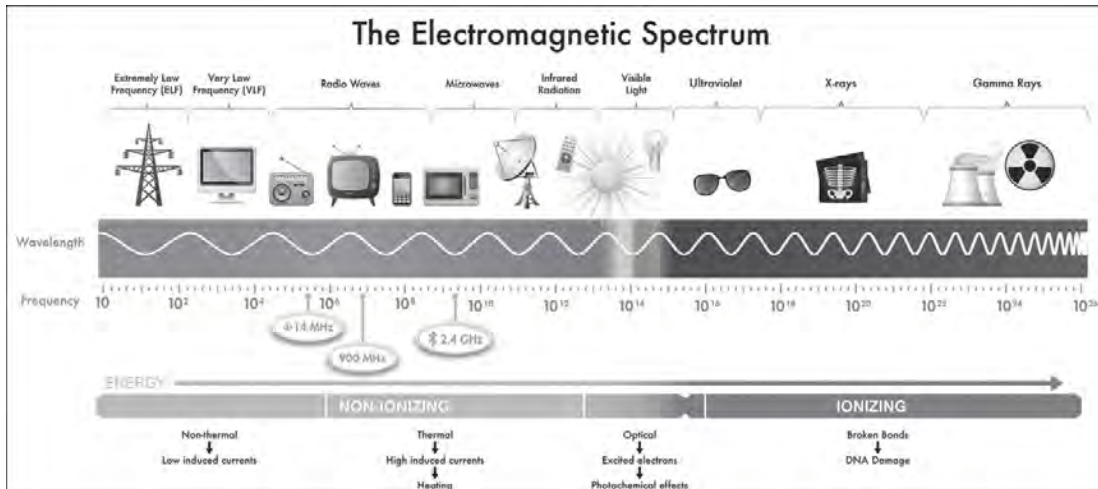 The Electromagnetic Spectrum
Extremely Low
Frequency (ELF)
Very Low
Frequency (VLF)
Radio Waves
Microwaves
Infrared
Radiation
Visible
Light
Ultraviolet
X-rays
Gamma Rays
Wavelength
Frequency
10 10² 10⁴ 10⁶ 10⁸ 10¹⁰ 10¹² 10¹⁴ 10¹⁶ 10¹⁸ 10²⁰ 10²⁴ 10²⁶
14 MHz
900 MHz
2.4 GHz
ENERGY
NON-IONIZING
IONIZING
Non-thermal
Low induced currents
Thermal
High induced currents
Heating
Optical
Excited electrons
Photochemical effects
Broken Bonds
DNA Damage